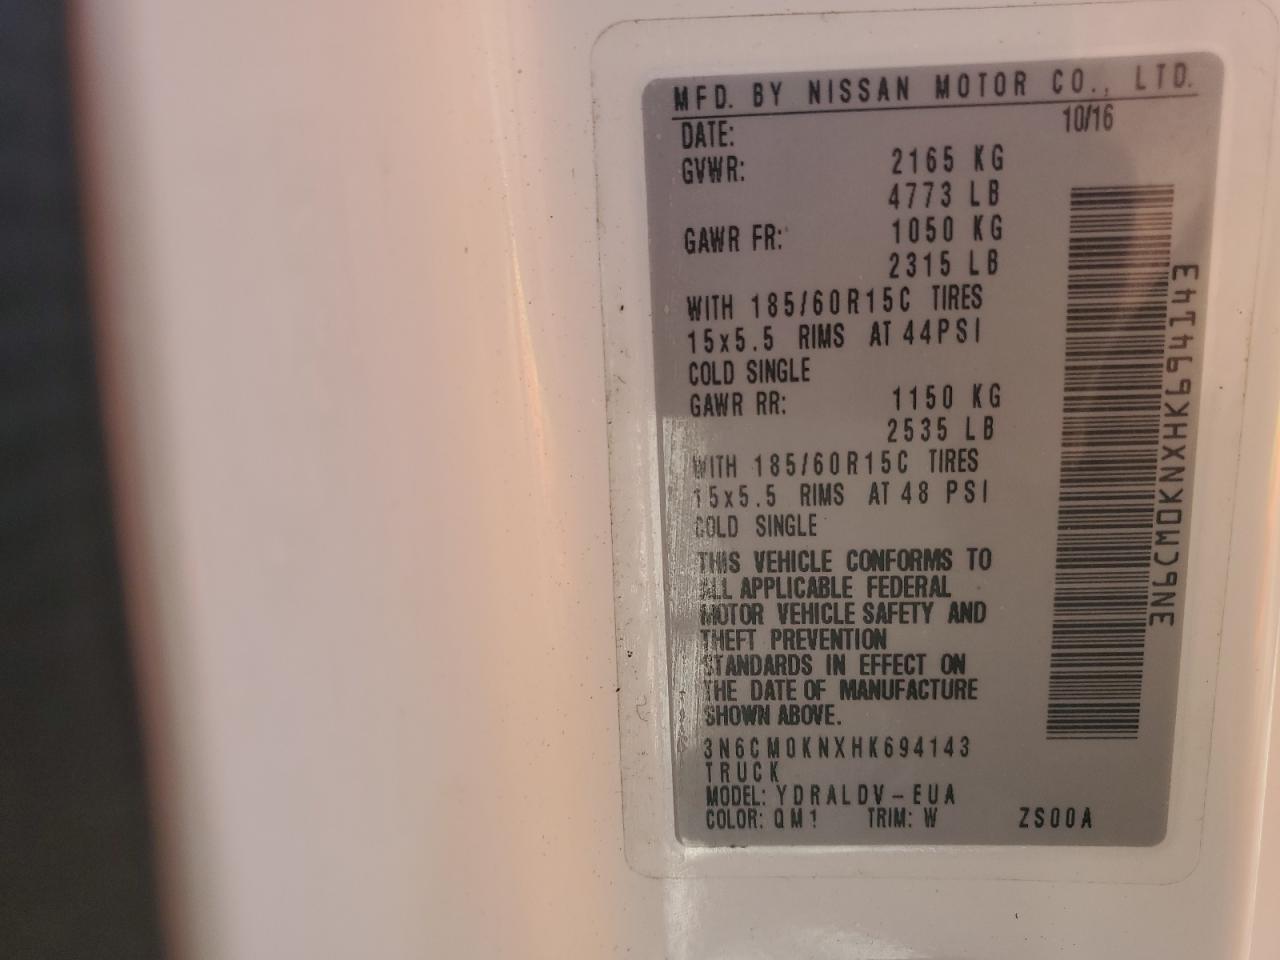 MFD. BY NISSAN MOTOR CO., LTD.
DATE: 10/16
GVWR: 2165 KG
4773 LB
GAWR FR: 1050 KG
2315 LB
WITH 185/60R15C TIRES
15x5.5 RIMS AT 44PSI
COLD SINGLE
GAWR RR: 1150 KG
2535 LB
WITH 185/60R15C TIRES
15x5.5 RIMS AT 48 PSI
COLD SINGLE
THIS VEHICLE CONFORMS TO
ALL APPLICABLE FEDERAL
MOTOR VEHICLE SAFETY AND
THEFT PREVENTION
STANDARDS IN EFFECT ON
THE DATE OF MANUFACTURE
SHOWN ABOVE.
3N6CM0KNXHK694143
TRUCK
MODEL: YDRALDV-EUA
COLOR: QM1 TRIM: W ZS00A
3N6CM0KNXHK694143